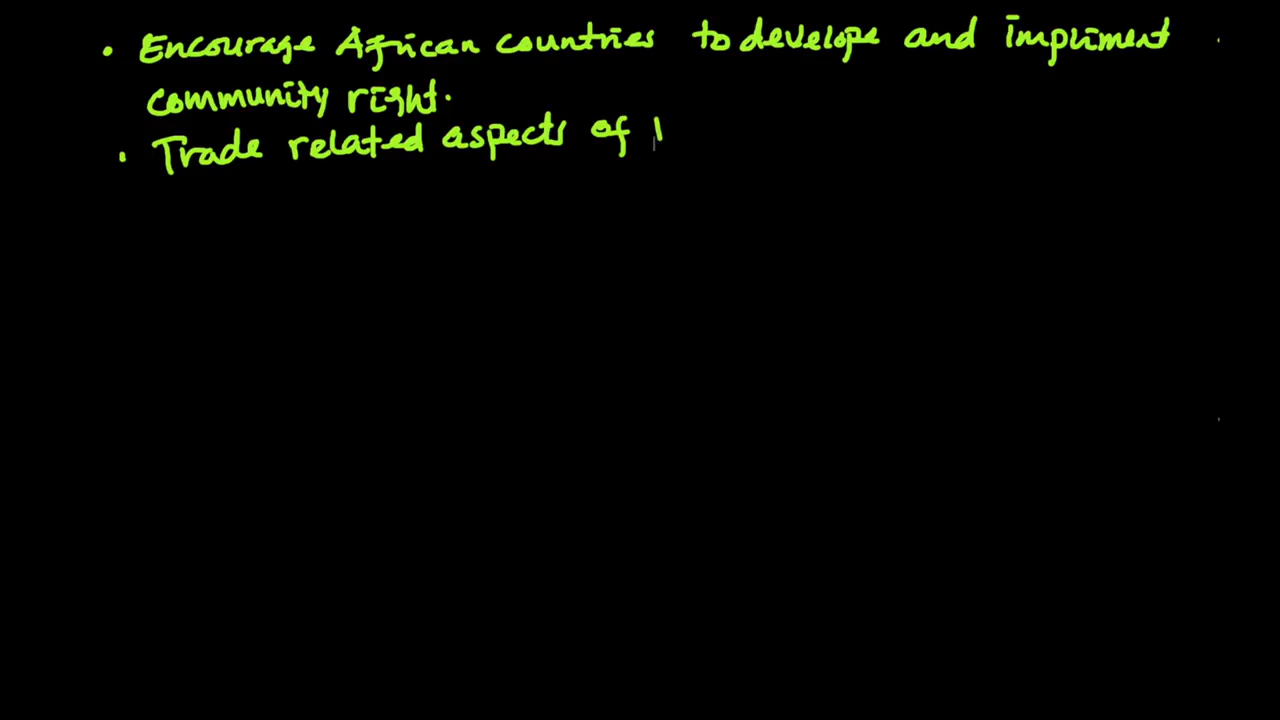 • Encourage African countries to develope and impliment
community right.
• Trade related aspects of